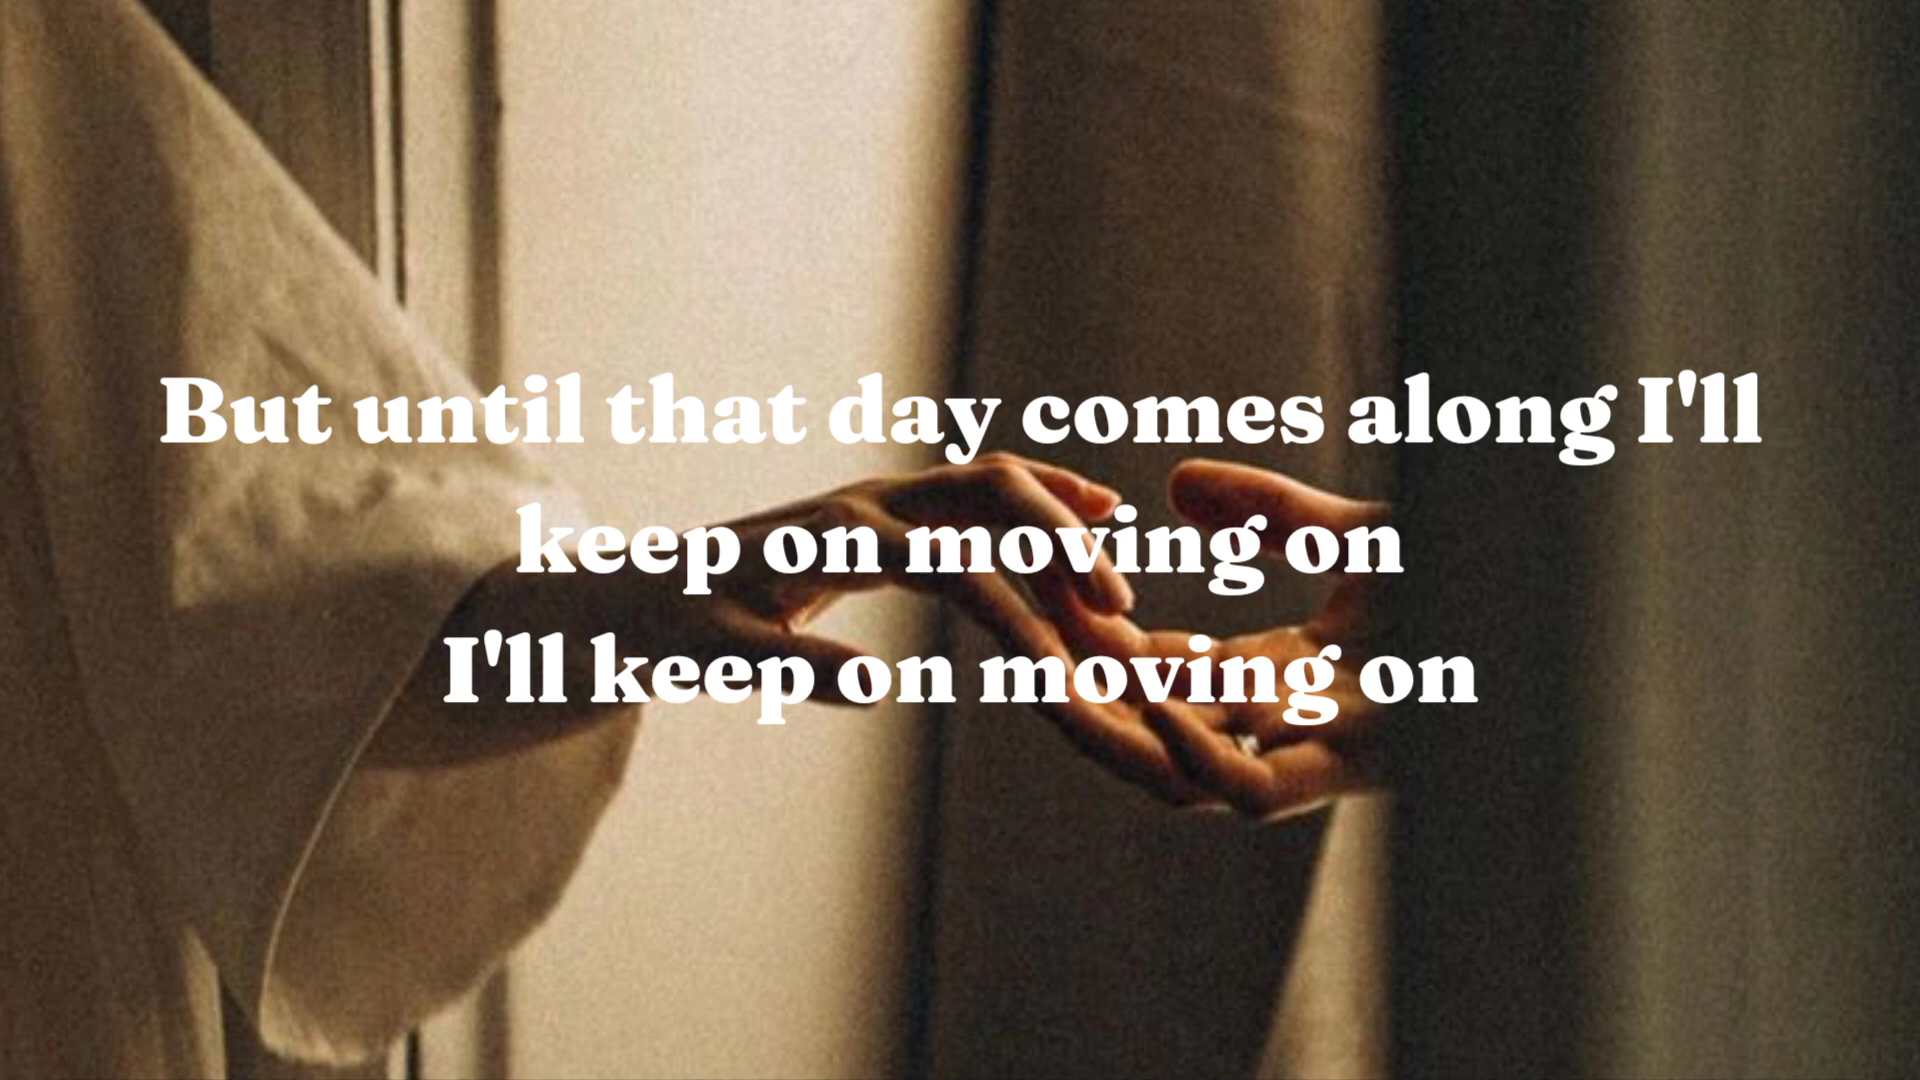 But until that day comes along I'll
keep on moving on
I'll keep on moving on